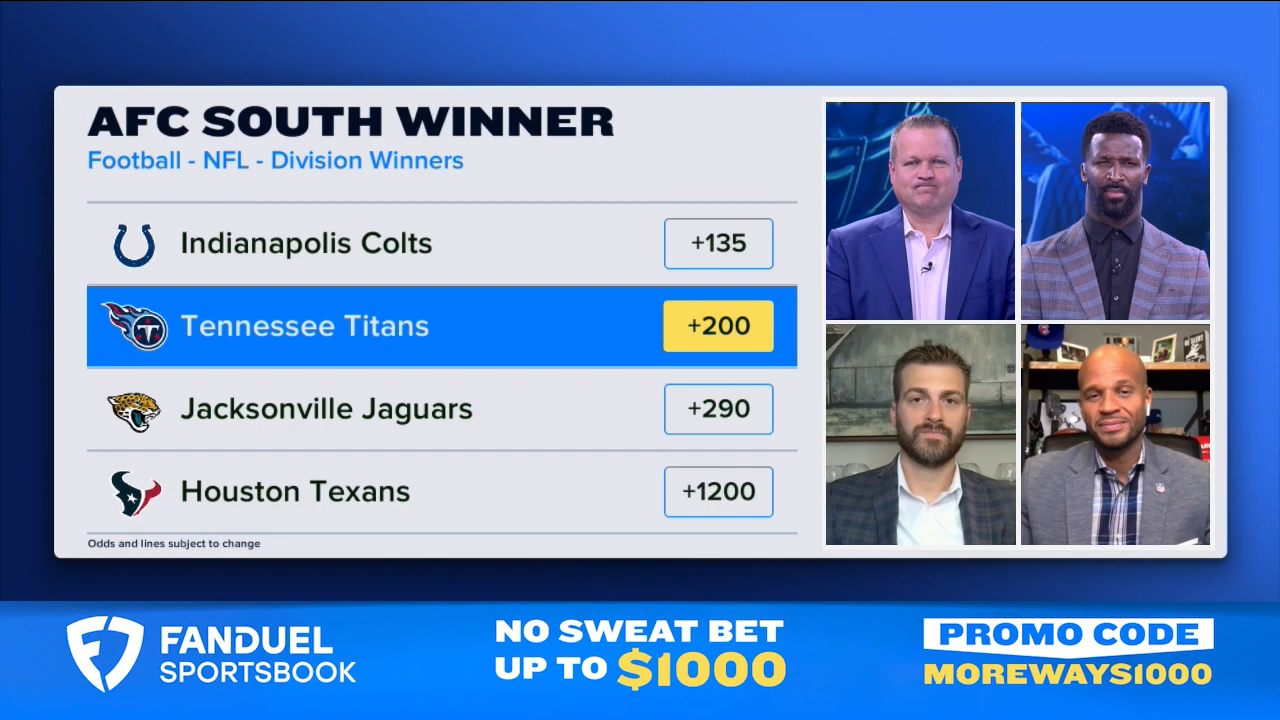 AFC SOUTH WINNER
Football - NFL - Division Winners
Indianapolis Colts
+135
Tennessee Titans
+200
Jacksonville Jaguars
+290
Houston Texans
+1200
Odds and lines subject to change
FANDUEL
SPORTSBOOK
NO SWEAT BET
UP TO $1000
PROMO CODE
MOREWAYS1000